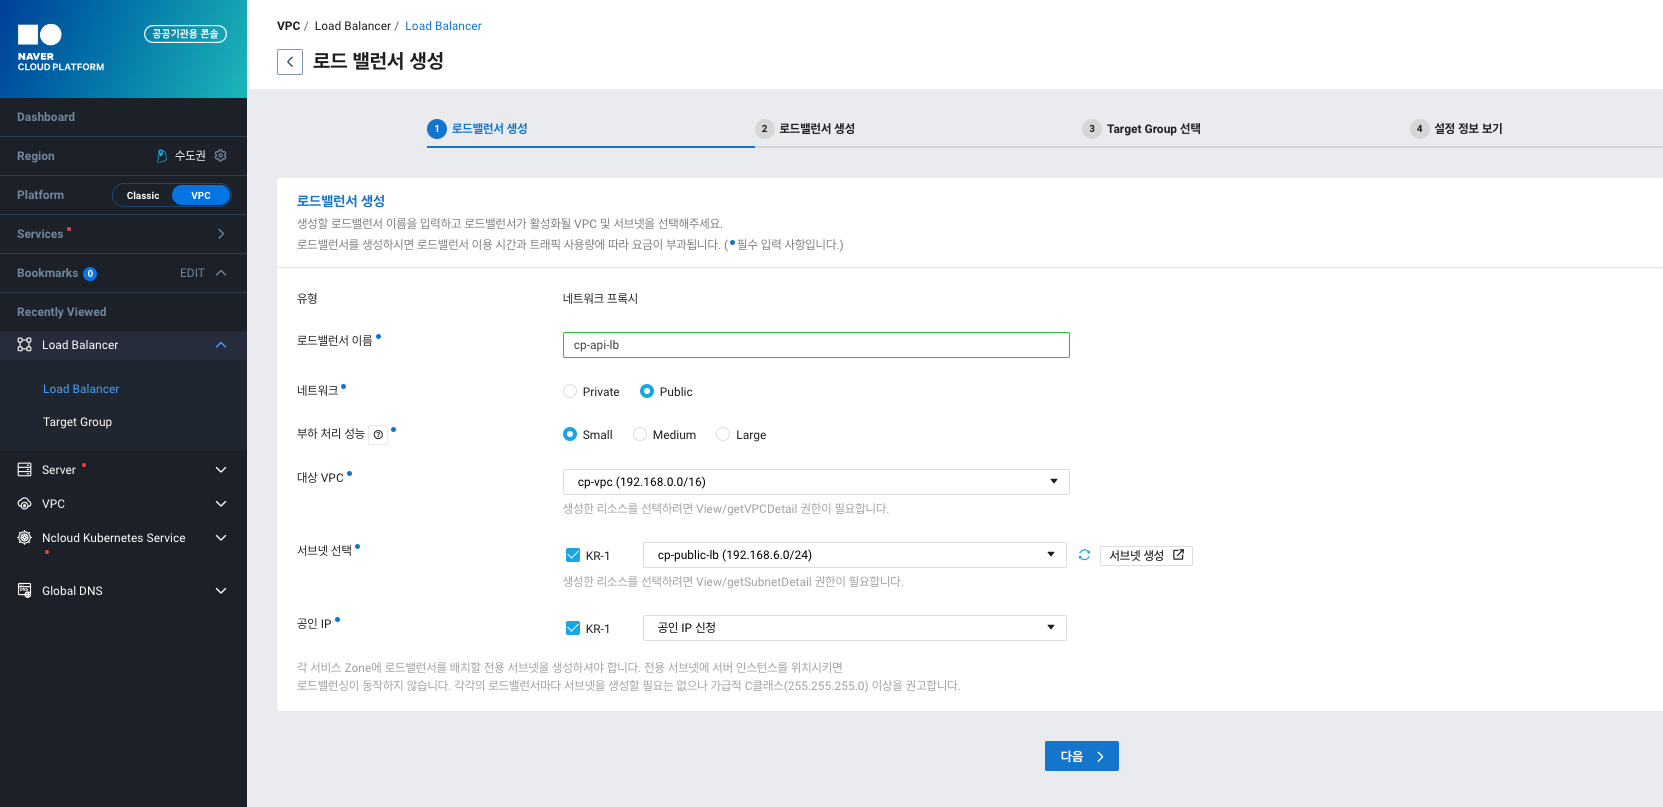 NAVER
CLOUD PLATFORM
공공기관용 콘솔
Dashboard
Region 수도권
Platform Classic VPC
Services
Bookmarks 0 EDIT
Recently Viewed
Load Balancer
Load Balancer
Target Group
Server
VPC
Ncloud Kubernetes Service
Global DNS
VPC / Load Balancer / Load Balancer
로드 밸런서 생성
1 로드밸런서 생성 2 로드밸런서 생성 3 Target Group 선택 4 설정 정보 보기
로드밸런서 생성
생성할 로드밸런서 이름을 입력하고 로드밸런서가 활성화될 VPC 및 서브넷을 선택해주세요.
로드밸런서를 생성하시면 로드밸런서 이용 시간과 트래픽 사용량에 따라 요금이 부과됩니다. (•필수 입력 사항입니다.)
유형 네트워크 프록시
로드밸런서 이름 cp-api-lb
네트워크 Private Public
부하 처리 성능 Small Medium Large
대상 VPC cp-vpc (192.168.0.0/16)
생성한 리소스를 선택하려면 View/getVPCDetail 권한이 필요합니다.
서브넷 선택 KR-1 cp-public-lb (192.168.6.0/24) 서브넷 생성
생성한 리소스를 선택하려면 View/getSubnetDetail 권한이 필요합니다.
공인 IP KR-1 공인 IP 신청
각 서비스 Zone에 로드밸런서를 배치할 전용 서브넷을 생성하셔야 합니다. 전용 서브넷에 서버 인스턴스를 위치시키면
로드밸런싱이 동작하지 않습니다. 각각의 로드밸런서마다 서브넷을 생성할 필요는 없으나 가급적 C클래스(255.255.255.0) 이상을 권고합니다.
다음